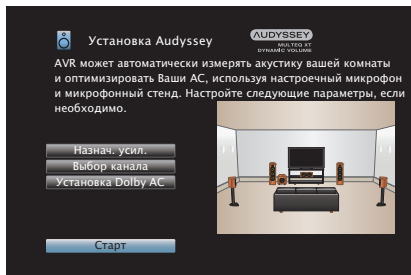 Установка Audyssey
AUDYSSEY
MULTEQ XT
DYNAMIC VOLUME
AVR может автоматически измерять акустику вашей комнаты
и оптимизировать Ваши АС, используя настроечный микрофон
и микрофонный стенд. Настройте следующие параметры, если
необходимо.
Назнач. усил.
Выбор канала
Установка Dolby АС
Старт